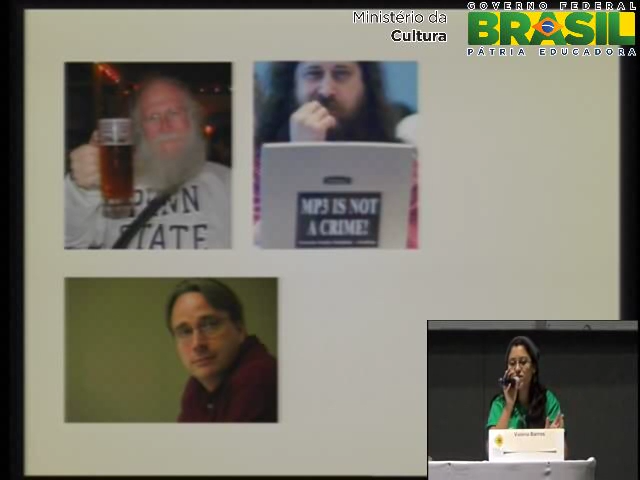 Ministério da
Cultura
GOVERNO FEDERAL
BRASIL
PÁTRIA EDUCADORA
PENN
STATE
MP3 IS NOT
A CRIME!